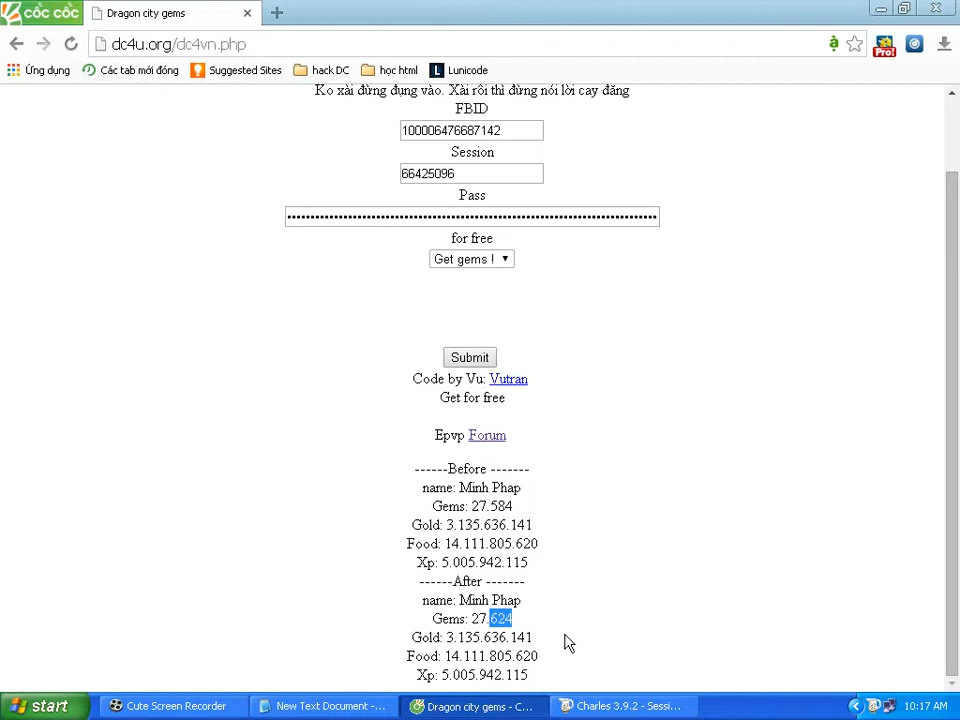 cốc cốc
Dragon city gems
dc4u.org/dc4vn.php
Pro!
Ứng dụng
Các tab mới đóng
Suggested Sites
hack DC
học html
L Lunicode
Ko xài đừng đụng vào. Xài rồi thì đừng nói lời cay đắng
FBID
100006476687142
Session
66425096
Pass
for free
Get gems !
Submit
Code by Vu: Vutran
Get for free
Epvp Forum
------Before -------
name: Minh Phap
Gems: 27.584
Gold: 3.135.636.141
Food: 14.111.805.620
Xp: 5.005.942.115
------After -------
name: Minh Phap
Gems: 27.624
Gold: 3.135.636.141
Food: 14.111.805.620
Xp: 5.005.942.115
start
Cute Screen Recorder
New Text Document -...
Dragon city gems - C...
Charles 3.9.2 - Sessi...
10:17 AM